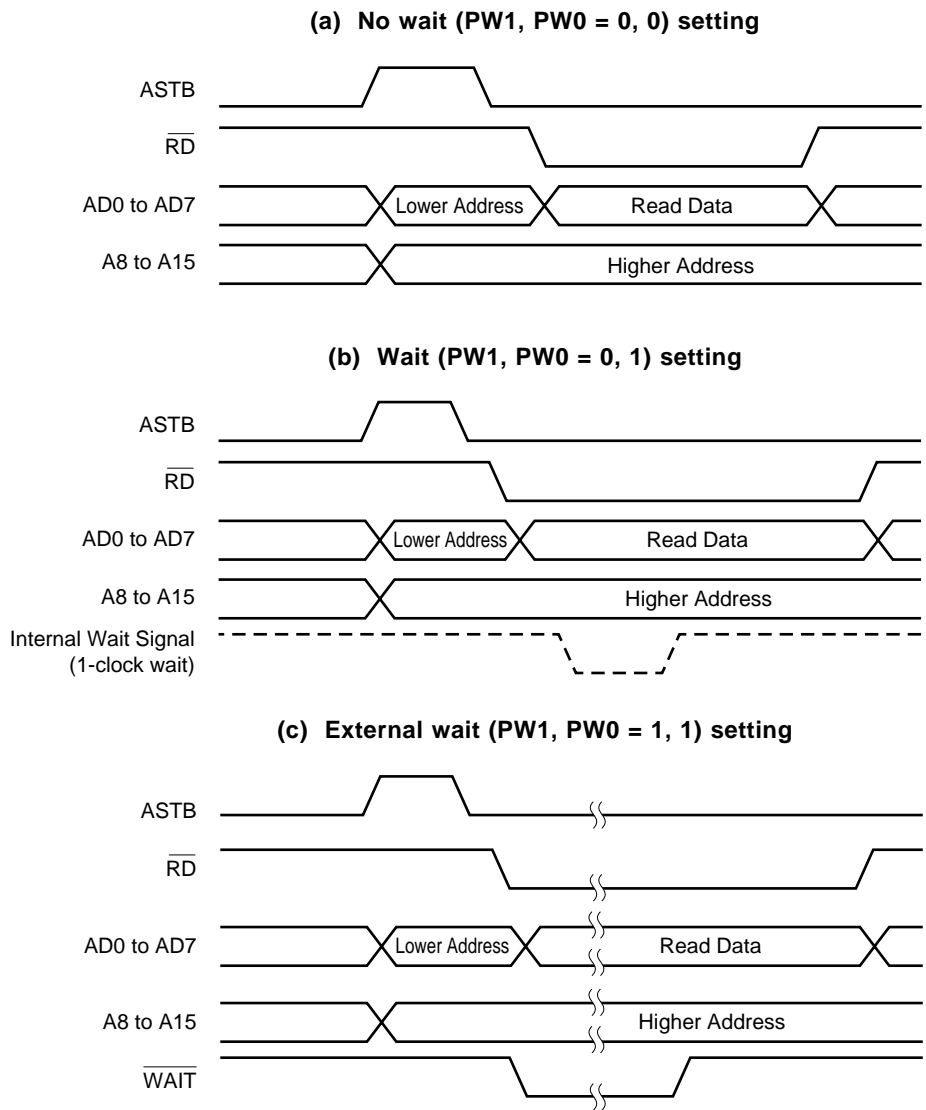 (a) No wait (PW1, PW0 = 0, 0) setting
ASTB
RD
AD0 to AD7
Lower Address
Read Data
A8 to A15
Higher Address
(b) Wait (PW1, PW0 = 0, 1) setting
ASTB
RD
AD0 to AD7
Lower Address
Read Data
A8 to A15
Higher Address
Internal Wait Signal
(1-clock wait)
(c) External wait (PW1, PW0 = 1, 1) setting
ASTB
RD
AD0 to AD7
Lower Address
Read Data
A8 to A15
Higher Address
WAIT